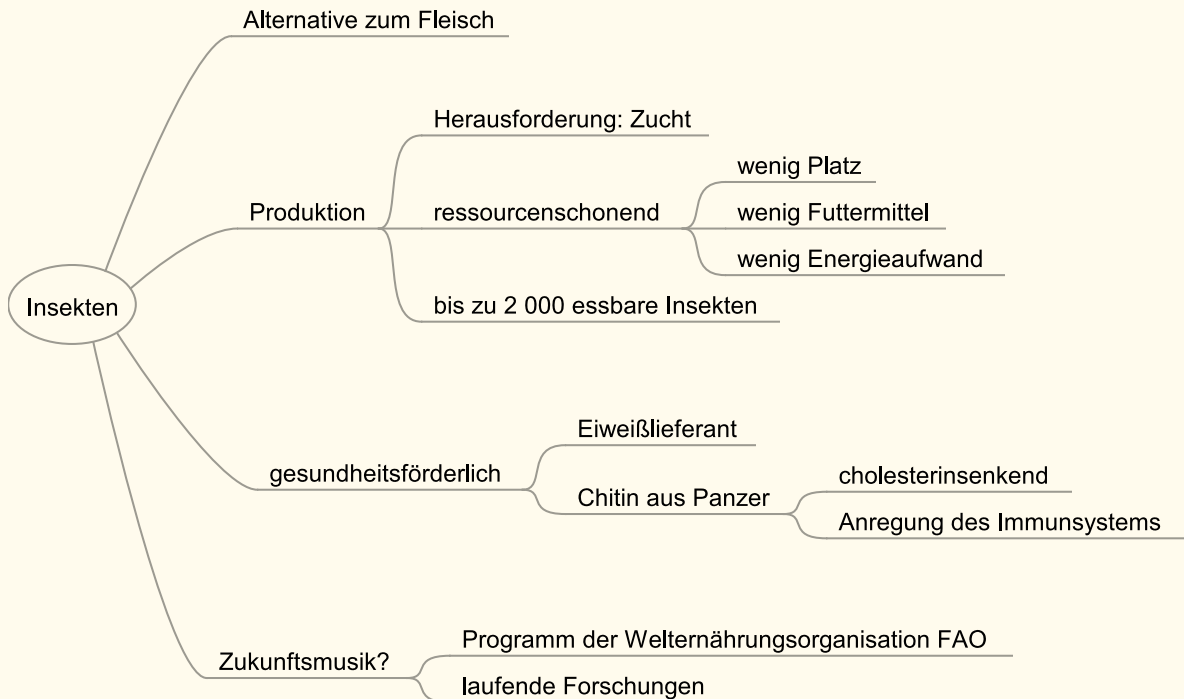 Alternative zum Fleisch
Herausforderung: Zucht
wenig Platz
Produktion
ressourcenschonend
wenig Futtermittel
wenig Energieaufwand
Insekten
bis zu 2 000 essbare Insekten
Eiweißlieferant
gesundheitsförderlich
cholesterinsenkend
Chitin aus Panzer
Anregung des Immunsystems
Programm der Welternährungsorganisation FAO
Zukunftsmusik?
laufende Forschungen